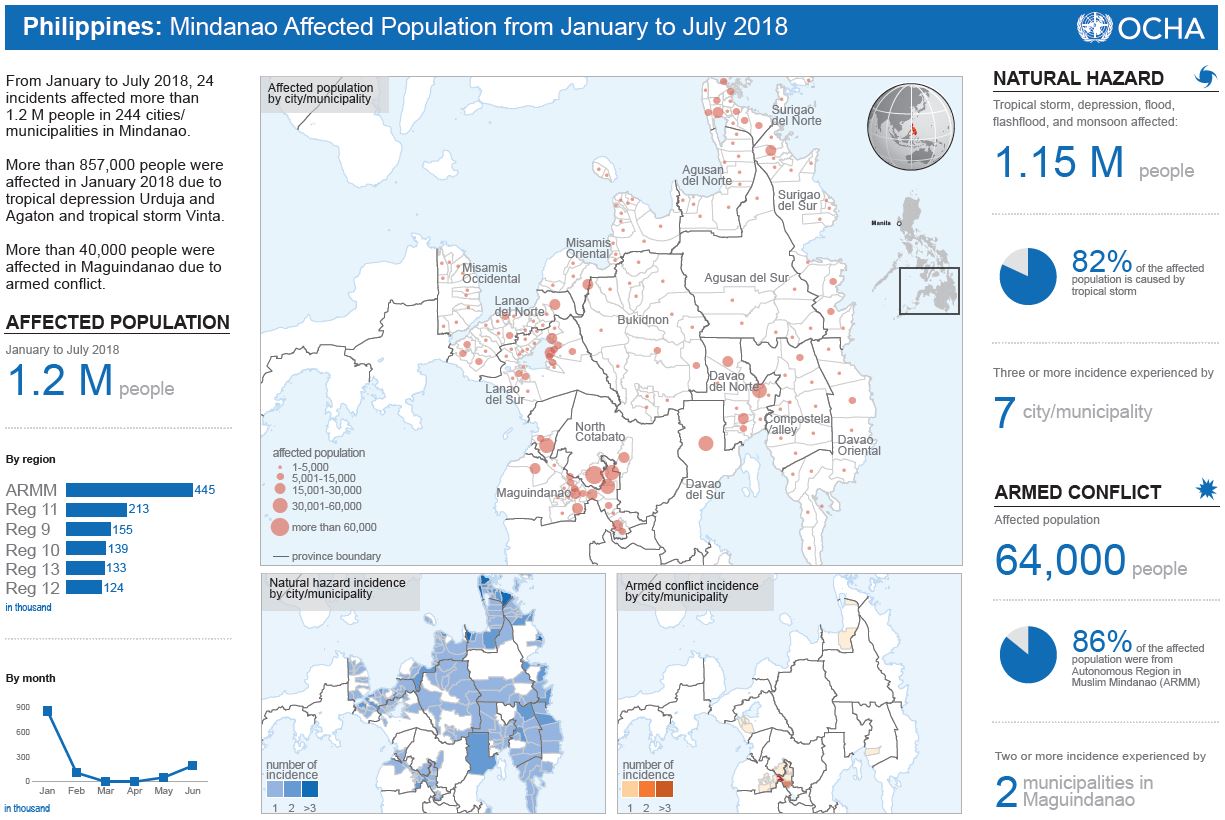 Philippines: Mindanao Affected Population from January to July 2018
OCHA
From January to July 2018, 24
incidents affected more than
1.2 M people in 244 cities/
municipalities in Mindanao.
More than 857,000 people were
affected in January 2018 due to
tropical depression Urduja and
Agaton and tropical storm Vinta.
More than 40,000 people were
affected in Maguindanao due to
armed conflict.
AFFECTED POPULATION
January to July 2018
1.2 M people
By region
ARMM 445
Reg 11 213
Reg 9 155
Reg 10 139
Reg 13 133
Reg 12 124
in thousand
By month
900
600
300
0
Jan Feb Mar Apr May Jun
in thousand
Affected population
by city/municipality
Surigao
del Norte
Agusan
del Norte
Surigao
del Sur
Manila
Misamis
Oriental
Misamis
Occidental
Agusan del Sur
Lanao
del Norte
Bukidnon
Lanao
del Sur
Davao
del Norte
North
Cotabato
Compostela
Valley
Davao
Oriental
Maguindanao
Davao
del Sur
affected population
1-5,000
5,001-15,000
15,001-30,000
30,001-60,000
more than 60,000
province boundary
Natural hazard incidence
by city/municipality
number of
incidence
1 2 >3
Armed conflict incidence
by city/municipality
number of
incidence
1 2 >3
NATURAL HAZARD
Tropical storm, depression, flood,
flashflood, and monsoon affected:
1.15 M people
82% of the affected
population is caused by
tropical storm
Three or more incidence experienced by
7 city/municipality
ARMED CONFLICT
Affected population
64,000 people
86% of the affected
population were from
Autonomous Region in
Muslim Mindanao (ARMM)
Two or more incidence experienced by
2 municipalities in
Maguindanao